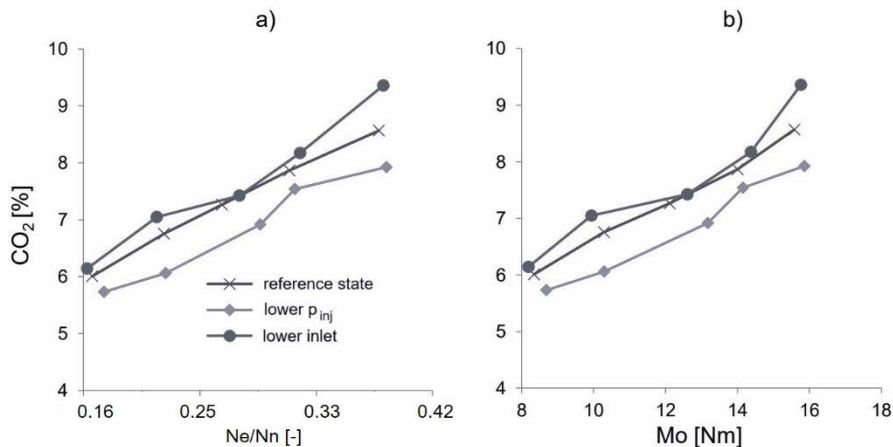 a)
10
9
8
7
6
5
4
CO2 [%]
reference state
lower pinj
lower inlet
0.16 0.25 0.33 0.42
Ne/Nn [-]
b)
10
9
8
7
6
5
4
8 10 12 14 16 18
Mo [Nm]